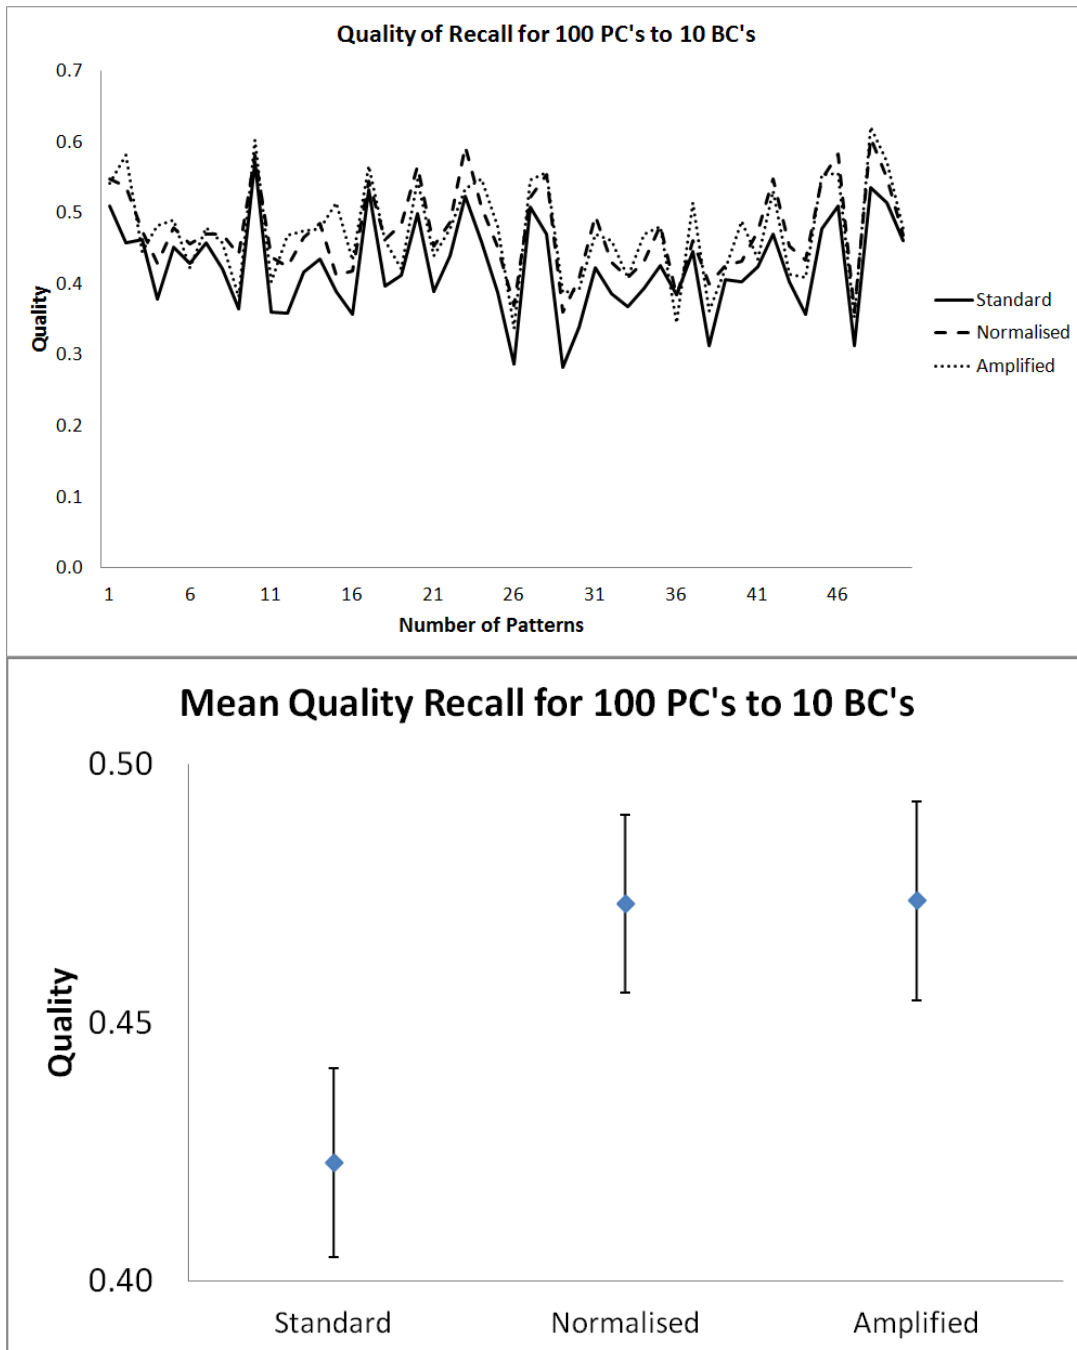 Quality of Recall for 100 PC's to 10 BC's
0.7
0.6
0.5
0.4
0.3
0.2
0.1
0.0
Quality
1 6 11 16 21 26 31 36 41 46
Number of Patterns
Standard
Normalised
Amplified
Mean Quality Recall for 100 PC's to 10 BC's
0.50
0.45
0.40
Quality
Standard Normalised Amplified